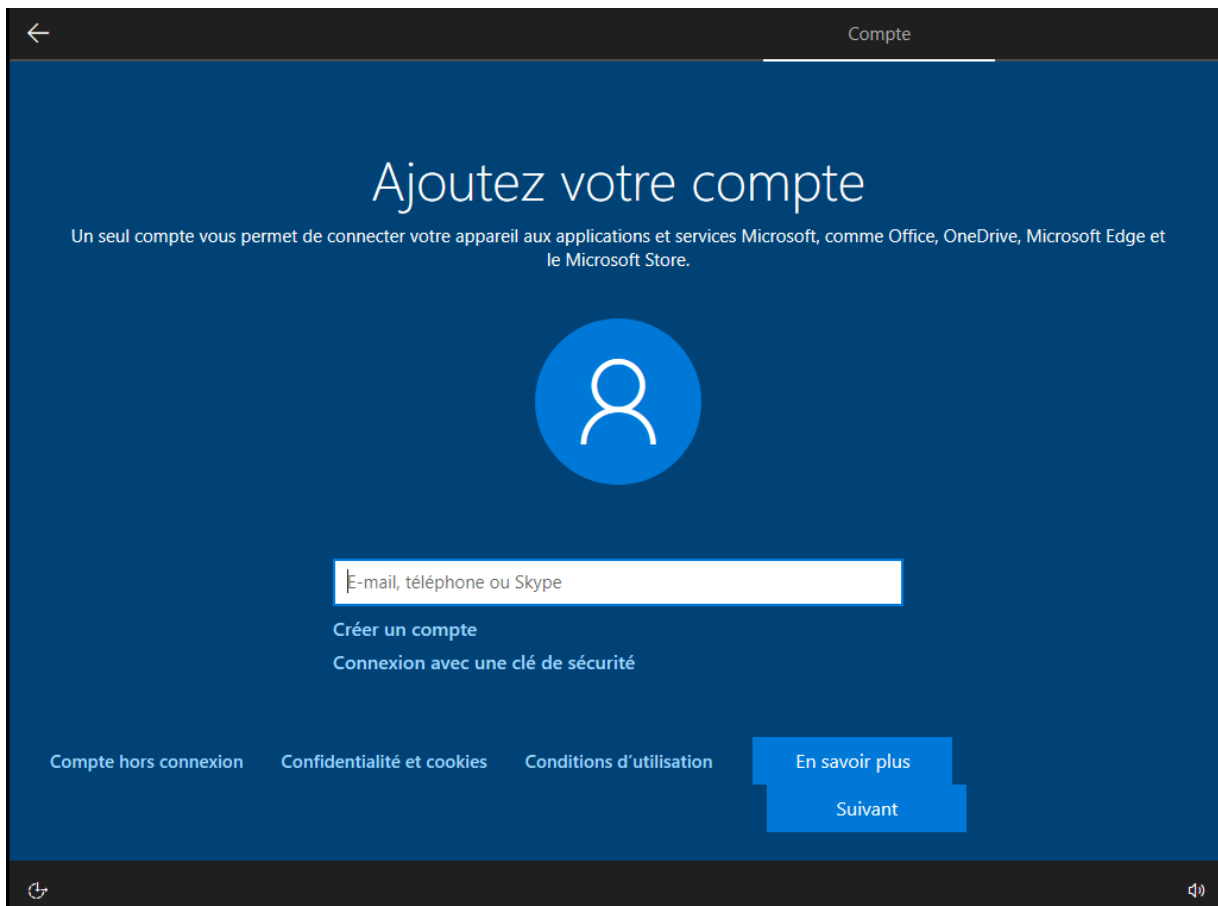 Compte
Ajoutez votre compte
Un seul compte vous permet de connecter votre appareil aux applications et services Microsoft, comme Office, OneDrive, Microsoft Edge et
le Microsoft Store.
E-mail, téléphone ou Skype
Créer un compte
Connexion avec une clé de sécurité
Compte hors connexion Confidentialité et cookies Conditions d’utilisation En savoir plus
Suivant